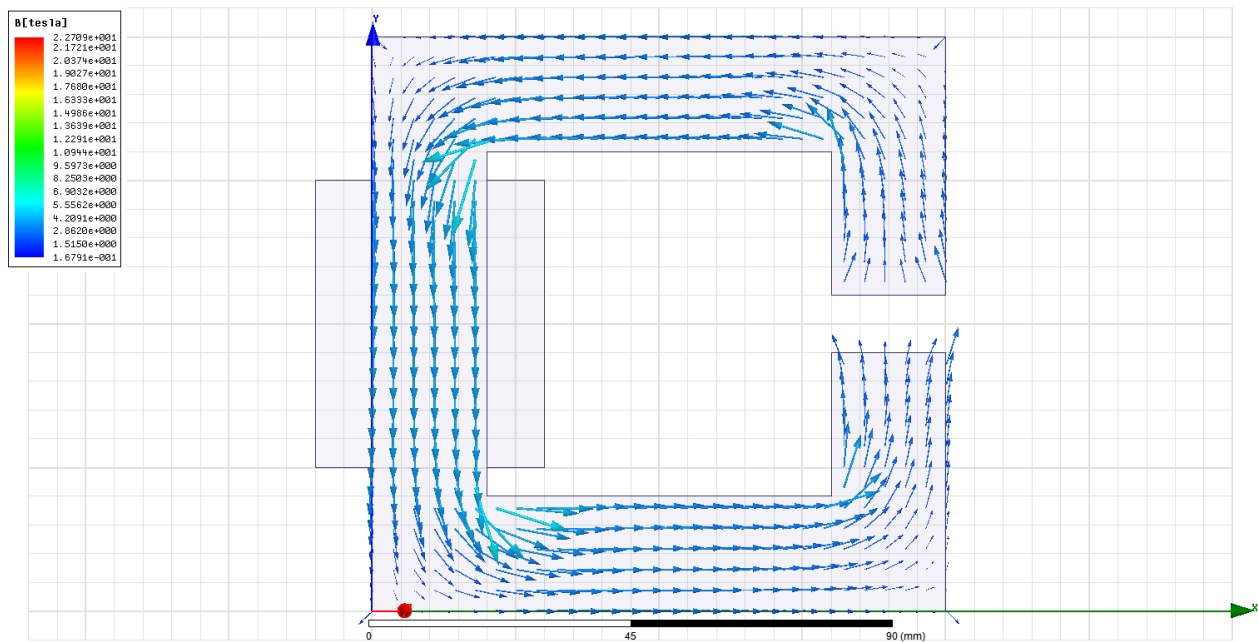 B[tesla]
2.2709e+001
2.1721e+001
2.0374e+001
1.9027e+001
1.7680e+001
1.6333e+001
1.4986e+001
1.3639e+001
1.2291e+001
1.0944e+001
9.5973e+000
8.2503e+000
6.9032e+000
5.5562e+000
4.2091e+000
2.8620e+000
1.5150e+000
1.6791e-001
Y
X
0
45
90 (mm)